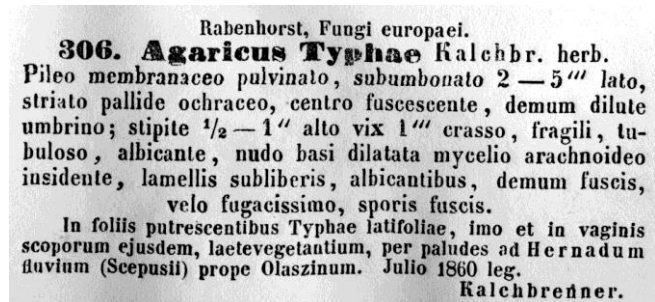 Rabenhorst, Fungi europaei.
306. Agaricus Typhae Kalchbr. herb.
Pileo membranaceo pulvinato, subumbonato 2 — 5''' lato,
striato pallide ochraceo, centro fuscescente, demum dilute
umbrino; stipite 1/2 — 1'' alto vix 1''' crasso, fragili, tu-
buloso, albicante, nudo basi dilatata mycelio arachnoideo
insidente, lamellis subliberis, albicantibus, demum fuscis,
velo fugacissimo, sporis fuscis.
In foliis putrescentibus Typhae latifoliae, imo et in vaginis
scoporum ejusdem, laetevegetantium, per paludes ad Hernadum
fluvium (Scepusii) prope Olaszinum. Julio 1860 leg.
Kalchbrenner.